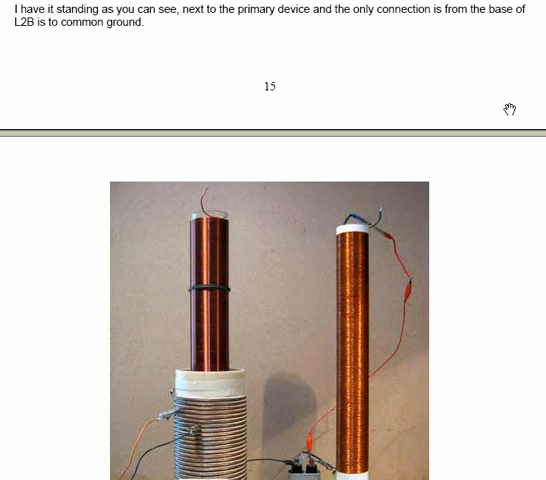 I have it standing as you can see, next to the primary device and the only connection is from the base of
L2B is to common ground.
15